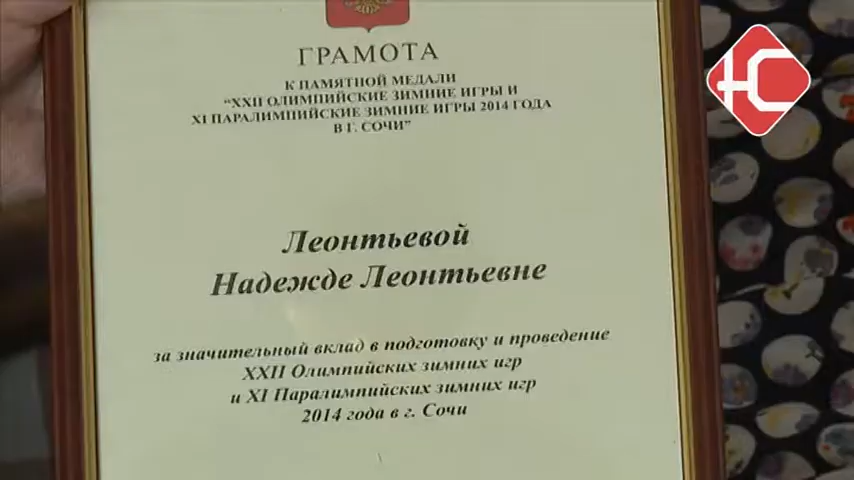 ГРАМОТА
К ПАМЯТНОЙ МЕДАЛИ
“XXII ОЛИМПИЙСКИЕ ЗИМНИЕ ИГРЫ И
XI ПАРАЛИМПИЙСКИЕ ЗИМНИЕ ИГРЫ 2014 ГОДА
В Г. СОЧИ”
Леонтьевой
Надежде Леонтьевне
за значительный вклад в подготовку и проведение
XXII Олимпийских зимних игр
и XI Паралимпийских зимних игр
2014 года в г. Сочи
ЮС